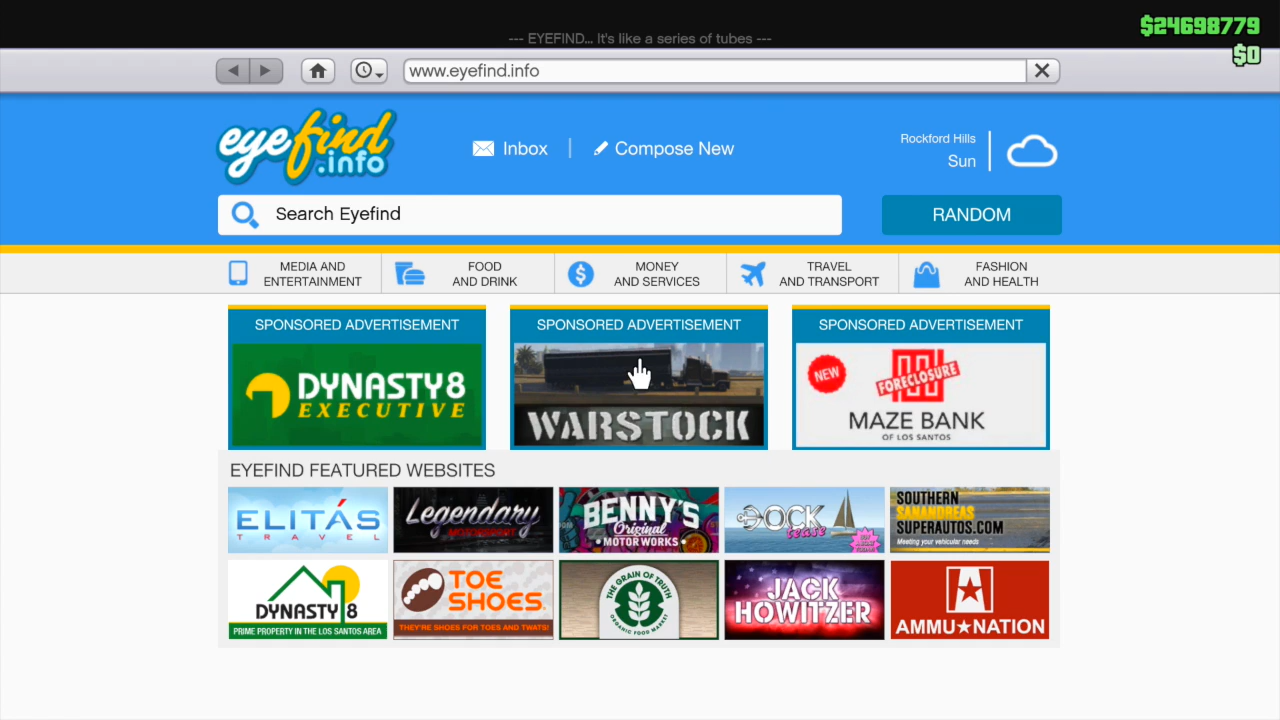 $24698779
--- EYEFIND... It's like a series of tubes ---
$0
www.eyefind.info
eyefind
.info
Inbox
Compose New
Rockford Hills
Sun
Search Eyefind
RANDOM
MEDIA AND
ENTERTAINMENT
FOOD
AND DRINK
MONEY
AND SERVICES
TRAVEL
AND TRANSPORT
FASHION
AND HEALTH
SPONSORED ADVERTISEMENT
DYNASTY 8
EXECUTIVE
SPONSORED ADVERTISEMENT
WARSTOCK
SPONSORED ADVERTISEMENT
NEW
FORECLOSURE
MAZE BANK
OF LOS SANTOS
EYEFIND FEATURED WEBSITES
ELITÁS
TRAVEL
Legendary
MOTORSPORT
BENNY'S
Original
MOTOR WORKS
DOCK
tease
SOUTHERN
SANANDREAS
SUPERAUTOS.COM
Meeting your vehicular needs
DYNASTY 8
PRIME PROPERTY IN THE LOS SANTOS AREA
TOE
SHOES
THEY'RE SHOES FOR TOES AND TWATS!
THE GRAIN OF TRUTH
ORGANIC FOOD MARKET
JACK
HOWITZER
AMMU★NATION